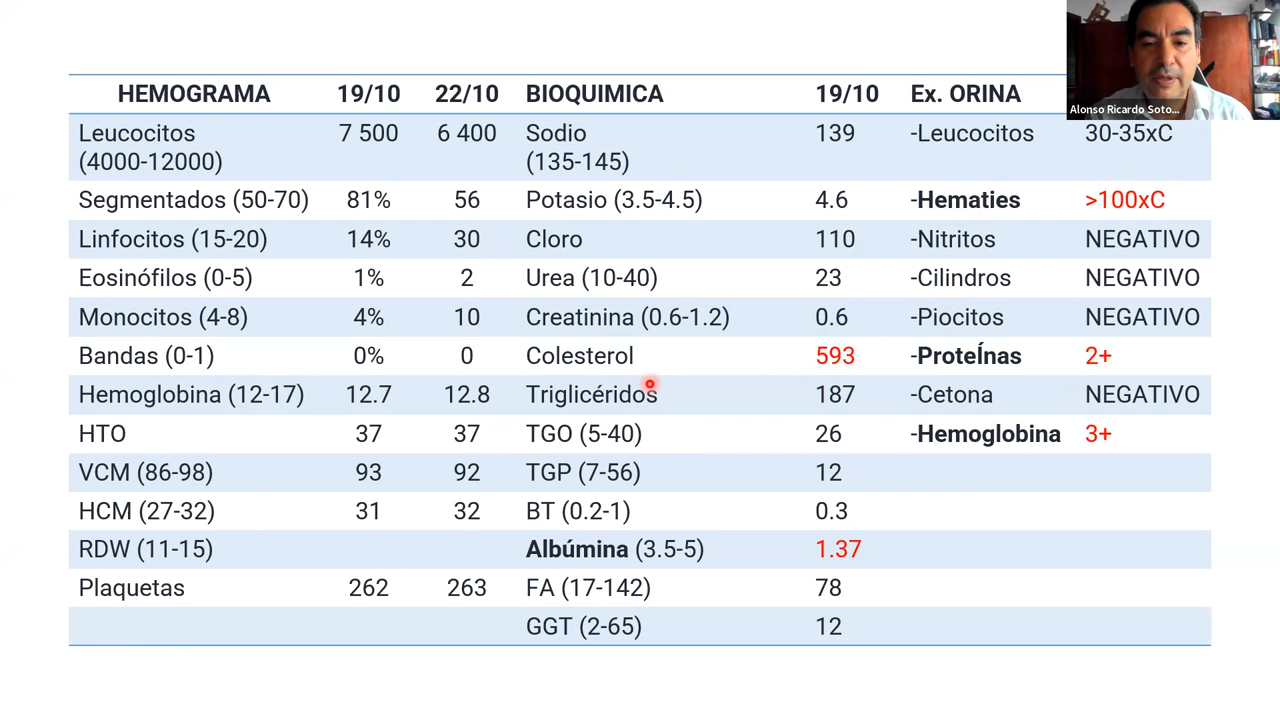 Alonso Ricardo Soto...
HEMOGRAMA 19/10 22/10 BIOQUIMICA 19/10 Ex. ORINA
Leucocitos (4000-12000) 7 500 6 400 Sodio (135-145) 139 -Leucocitos 30-35xC
Segmentados (50-70) 81% 56 Potasio (3.5-4.5) 4.6 -Hematies >100xC
Linfocitos (15-20) 14% 30 Cloro 110 -Nitritos NEGATIVO
Eosinófilos (0-5) 1% 2 Urea (10-40) 23 -Cilindros NEGATIVO
Monocitos (4-8) 4% 10 Creatinina (0.6-1.2) 0.6 -Piocitos NEGATIVO
Bandas (0-1) 0% 0 Colesterol 593 -ProteÍnas 2+
Hemoglobina (12-17) 12.7 12.8 Triglicéridos 187 -Cetona NEGATIVO
HTO 37 37 TGO (5-40) 26 -Hemoglobina 3+
VCM (86-98) 93 92 TGP (7-56) 12
HCM (27-32) 31 32 BT (0.2-1) 0.3
RDW (11-15) Albúmina (3.5-5) 1.37
Plaquetas 262 263 FA (17-142) 78
GGT (2-65) 12